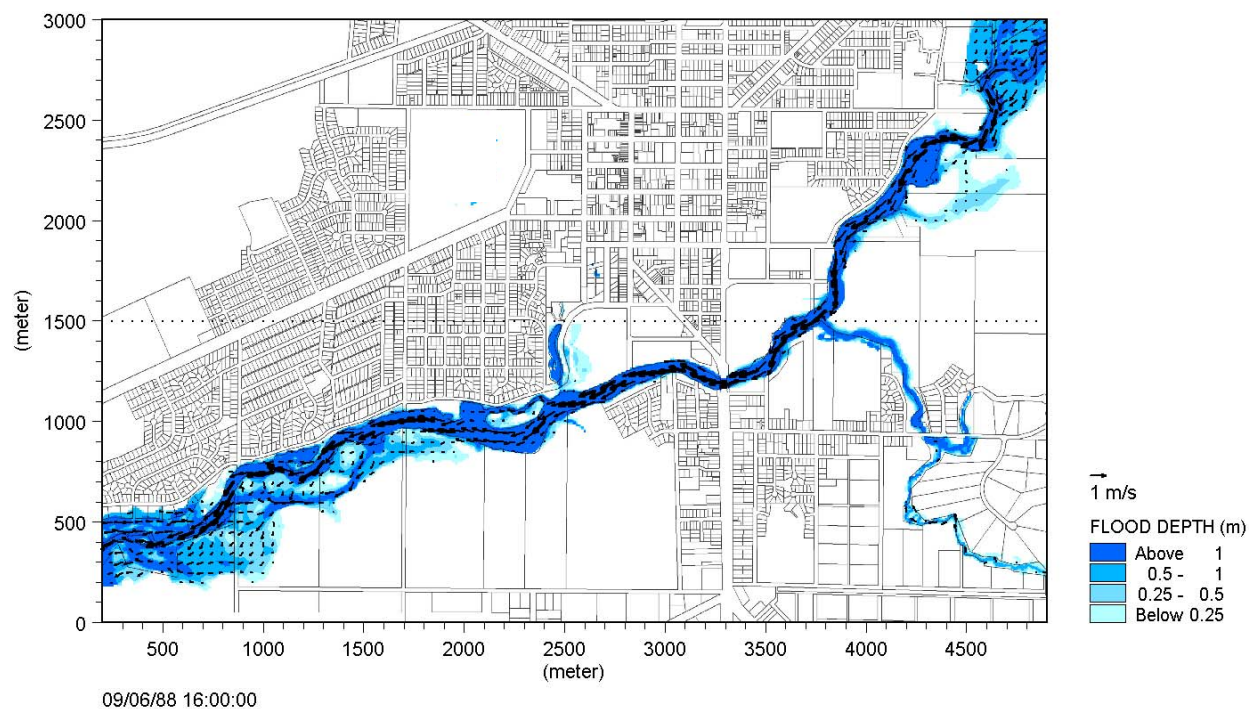 3000
2500
2000
1500
1000
500
0
(meter)
500 1000 1500 2000 2500 3000 3500 4000 4500
(meter)
1 m/s
FLOOD DEPTH (m)
Above 1
0.5 - 1
0.25 - 0.5
Below 0.25
09/06/88 16:00:00